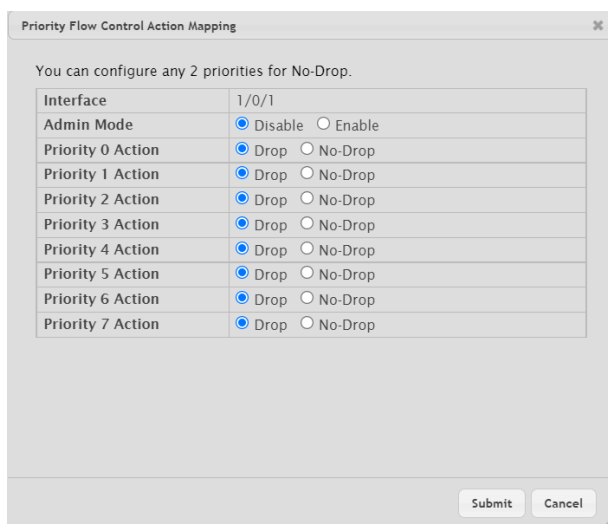 Priority Flow Control Action Mapping
You can configure any 2 priorities for No-Drop.
Interface 1/0/1
Admin Mode Disable Enable
Priority 0 Action Drop No-Drop
Priority 1 Action Drop No-Drop
Priority 2 Action Drop No-Drop
Priority 3 Action Drop No-Drop
Priority 4 Action Drop No-Drop
Priority 5 Action Drop No-Drop
Priority 6 Action Drop No-Drop
Priority 7 Action Drop No-Drop
Submit Cancel